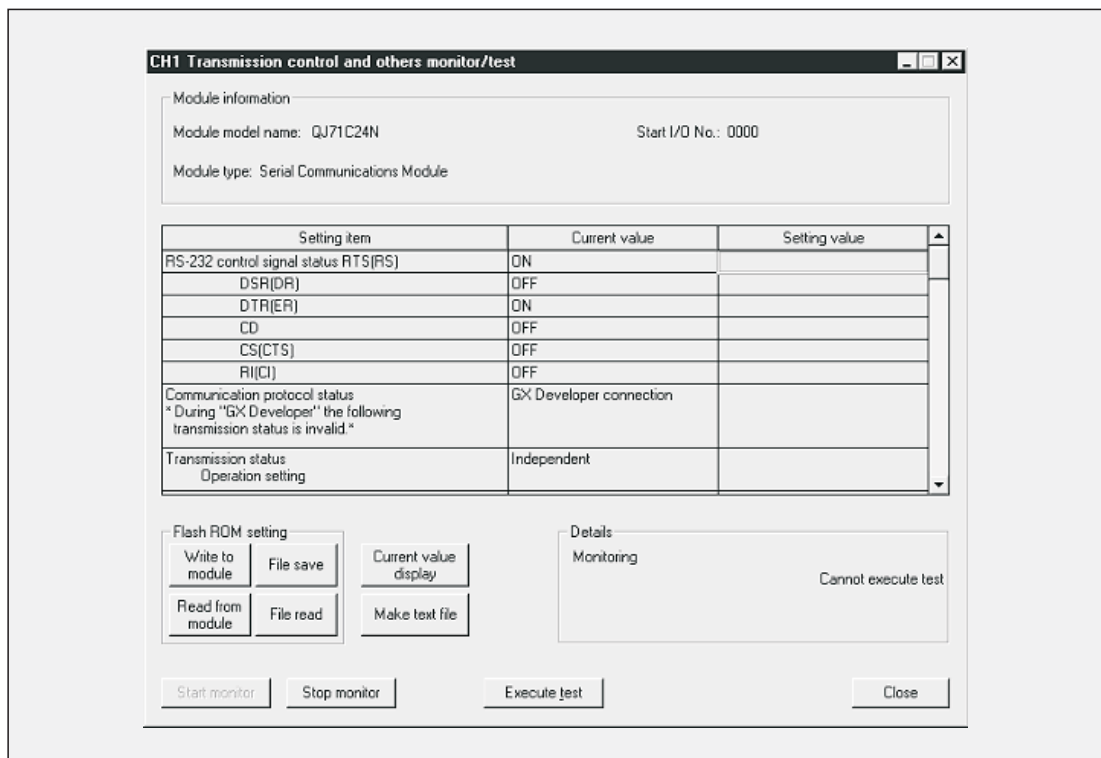 CH1 Transmission control and others monitor/test
Module information
Module model name: QJ71C24N Start I/O No.: 0000
Module type: Serial Communications Module
Setting item Current value Setting value
RS-232 control signal status RTS(RS) ON
DSR(DR) OFF
DTR(ER) ON
CD OFF
CS(CTS) OFF
RI(CI) OFF
Communication protocol status GX Developer connection
* During "GX Developer" the following
transmission status is invalid.*
Transmission status Independent
Operation setting
Flash ROM setting
Write to
module
File save
Current value
display
Read from
module
File read
Make text file
Details
Monitoring
Cannot execute test
Start monitor Stop monitor Execute test Close